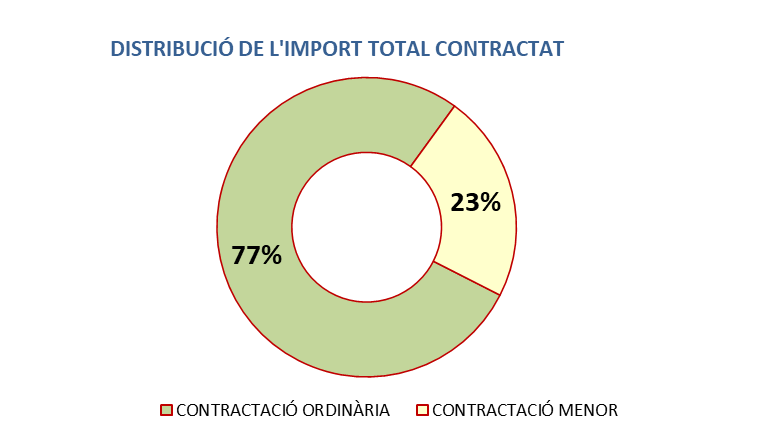 DISTRIBUCIÓ DE L'IMPORT TOTAL CONTRACTAT
23%
77%
CONTRACTACIÓ ORDINÀRIA CONTRACTACIÓ MENOR